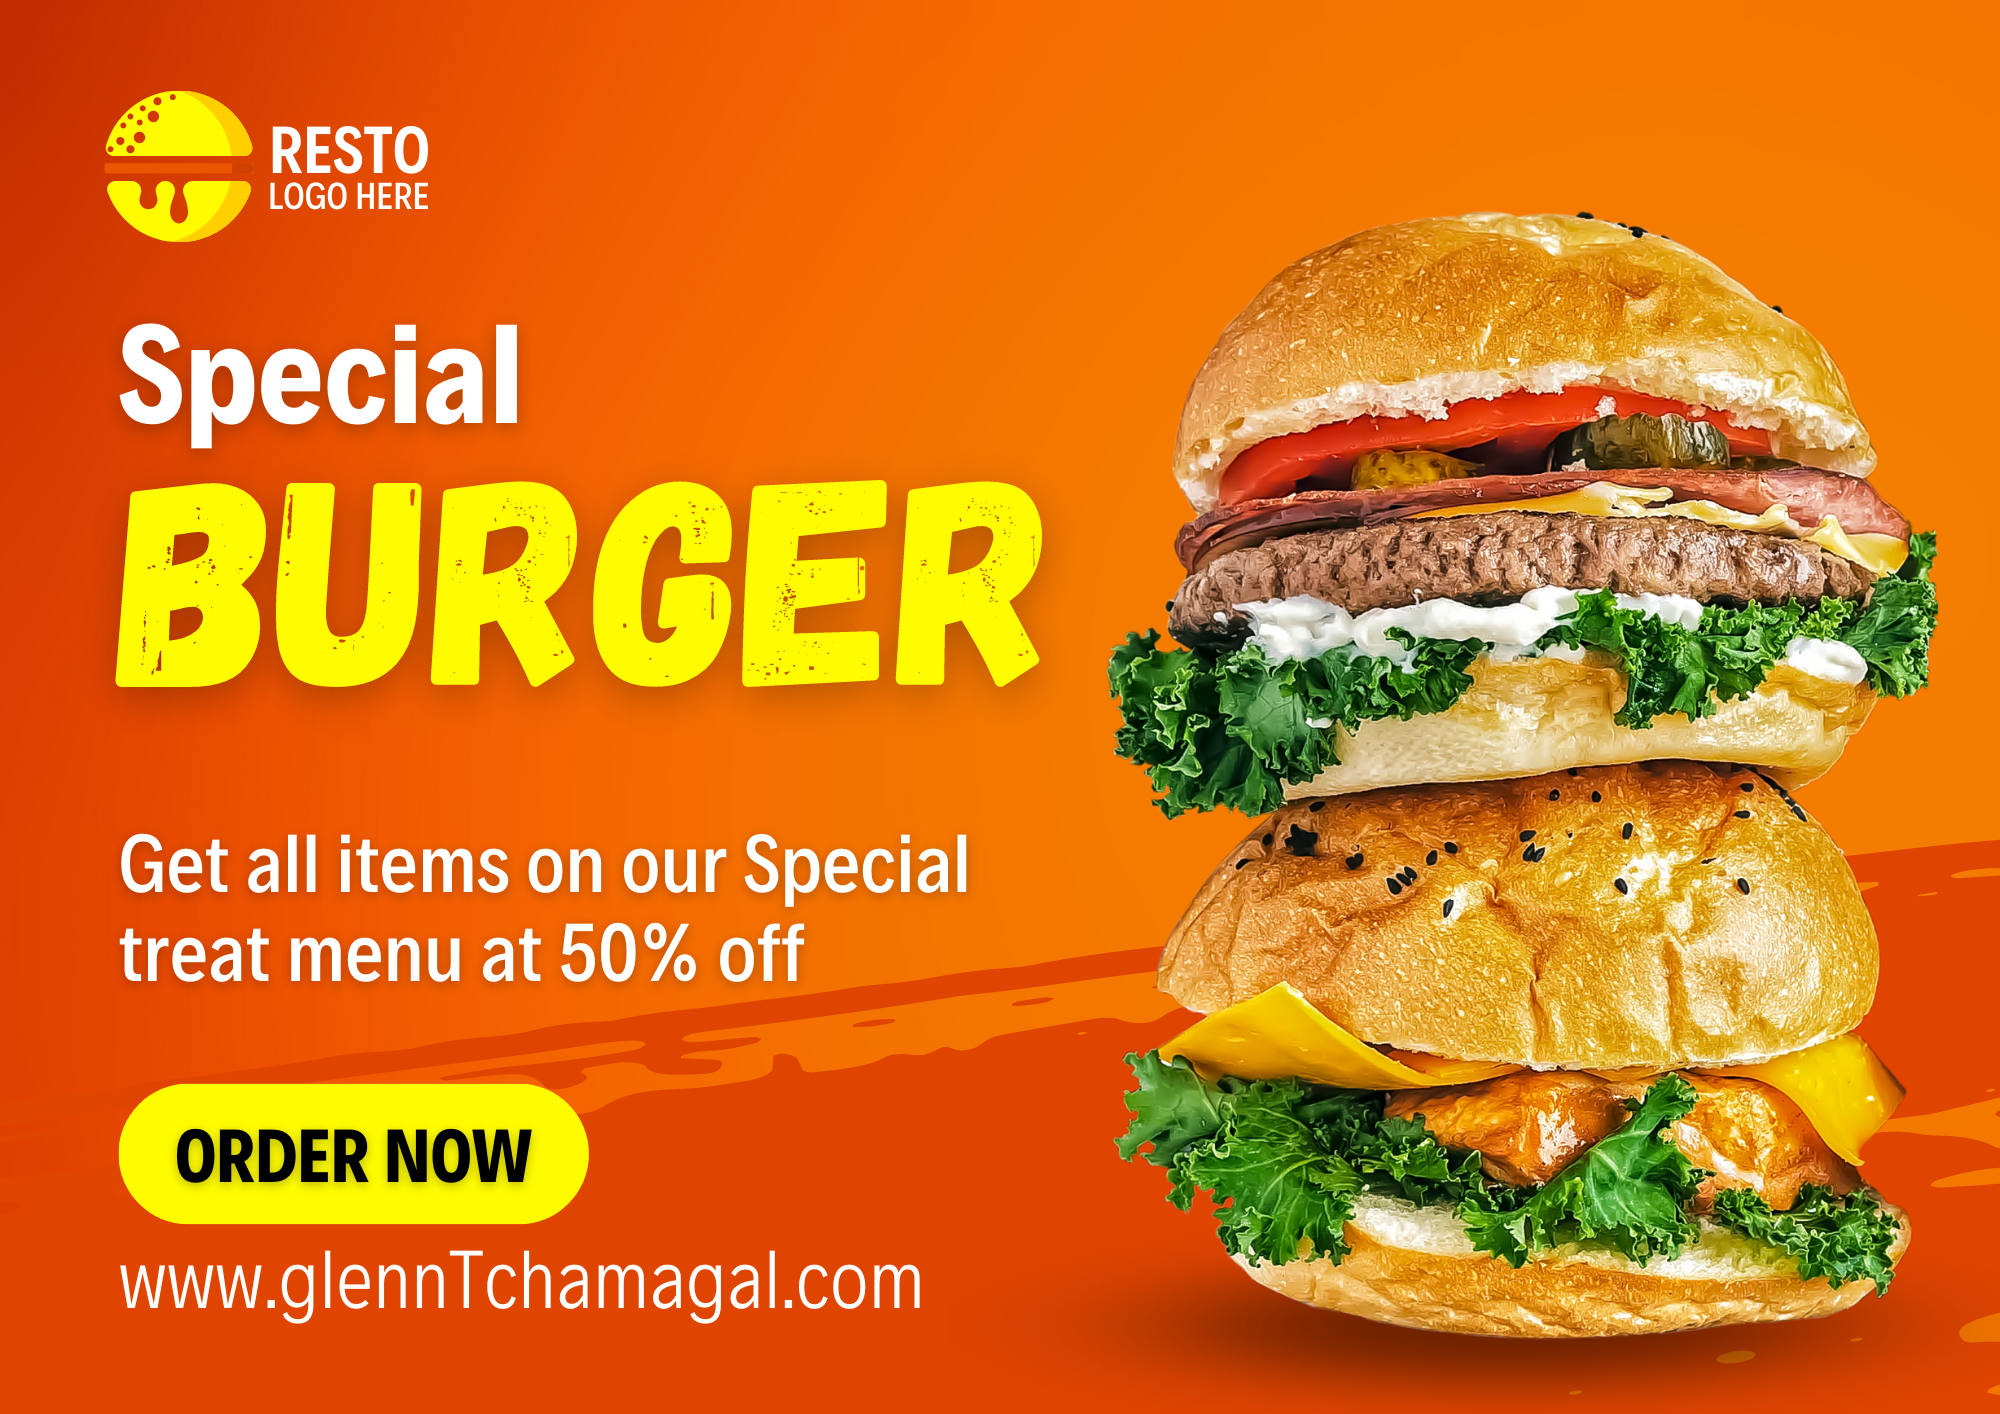 RESTO
LOGO HERE
Special
BURGER
Get all items on our Special
treat menu at 50% off
ORDER NOW
www.glennTchamagal.com